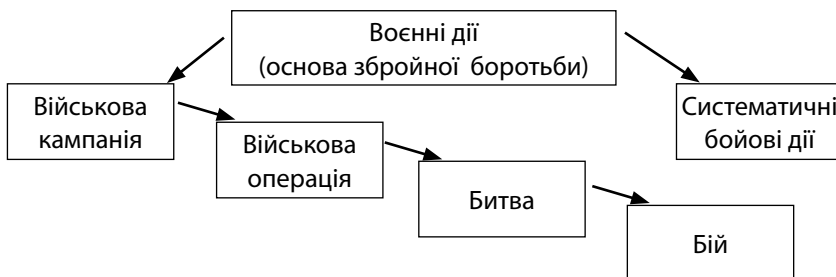 Воєнні дії
(основа збройної боротьби)
Військова
кампанія
Систематичні
бойові дії
Військова
операція
Битва
Бій